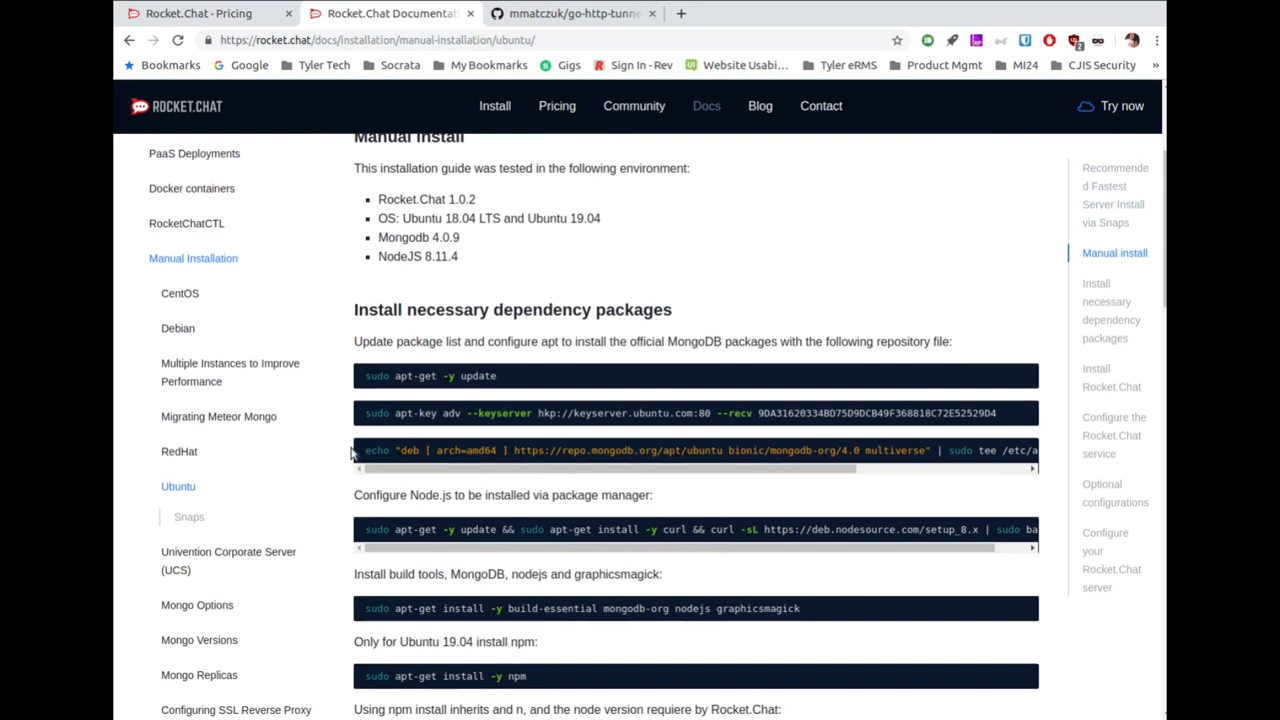 Rocket.Chat - Pricing
Rocket.Chat Documentat
mmatczuk/go-http-tunne
https://rocket.chat/docs/installation/manual-installation/ubuntu/
2
Bookmarks
Google
Tyler Tech
Socrata
My Bookmarks
Gigs
Sign In - Rev
Website Usabi...
Tyler eRMS
Product Mgmt
MI24
CJIS Security
»
ROCKET.CHAT
Install
Pricing
Community
Docs
Blog
Contact
Try now
PaaS Deployments
Docker containers
RocketChatCTL
Manual Installation
CentOS
Debian
Multiple Instances to Improve
Performance
Migrating Meteor Mongo
RedHat
Ubuntu
Snaps
Univention Corporate Server
(UCS)
Mongo Options
Mongo Versions
Mongo Replicas
Configuring SSL Reverse Proxy
Manual install
This installation guide was tested in the following environment:
Rocket.Chat 1.0.2
OS: Ubuntu 18.04 LTS and Ubuntu 19.04
Mongodb 4.0.9
NodeJS 8.11.4
Install necessary dependency packages
Update package list and configure apt to install the official MongoDB packages with the following repository file:
sudo apt-get -y update
sudo apt-key adv --keyserver hkp://keyserver.ubuntu.com:80 --recv 9DA31620334BD75D9DCB49F368818C72E52529D4
echo "deb [ arch=amd64 ] https://repo.mongodb.org/apt/ubuntu bionic/mongodb-org/4.0 multiverse" | sudo tee /etc/a
Configure Node.js to be installed via package manager:
sudo apt-get -y update && sudo apt-get install -y curl && curl -sL https://deb.nodesource.com/setup_8.x | sudo ba
Install build tools, MongoDB, nodejs and graphicsmagick:
sudo apt-get install -y build-essential mongodb-org nodejs graphicsmagick
Only for Ubuntu 19.04 install npm:
sudo apt-get install -y npm
Using npm install inherits and n, and the node version requiere by Rocket.Chat:
Recommende
d Fastest
Server Install
via Snaps
Manual install
Install
necessary
dependency
packages
Install
Rocket.Chat
Configure the
Rocket.Chat
service
Optional
configurations
Configure
your
Rocket.Chat
server